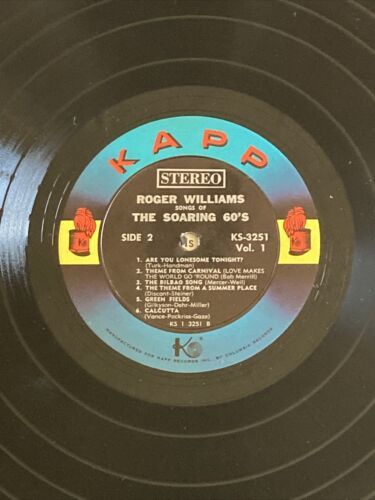 KAPP
STEREO
ROGER WILLIAMS
SONGS OF
THE SOARING 60'S
SIDE 2
KS-3251
Vol. 1
1. ARE YOU LONESOME TONIGHT?
(Turk-Handman)
2. THEME FROM CARNIVAL (LOVE MAKES
THE WORLD GO 'ROUND (Bob Merrill)
3. THE BILBAO SONG (Mercer-Weil)
4. THE THEME FROM A SUMMER PLACE
(Discant-Steiner)
5. GREEN FIELDS
(Gilkyson-Dehr-Miller)
6. CALCUTTA
(Vance-Pockriss-Gaze)
KS 1 3251 B
K
MANUFACTURED FOR KAPP RECORDS INC. BY COLUMBIA RECORDS